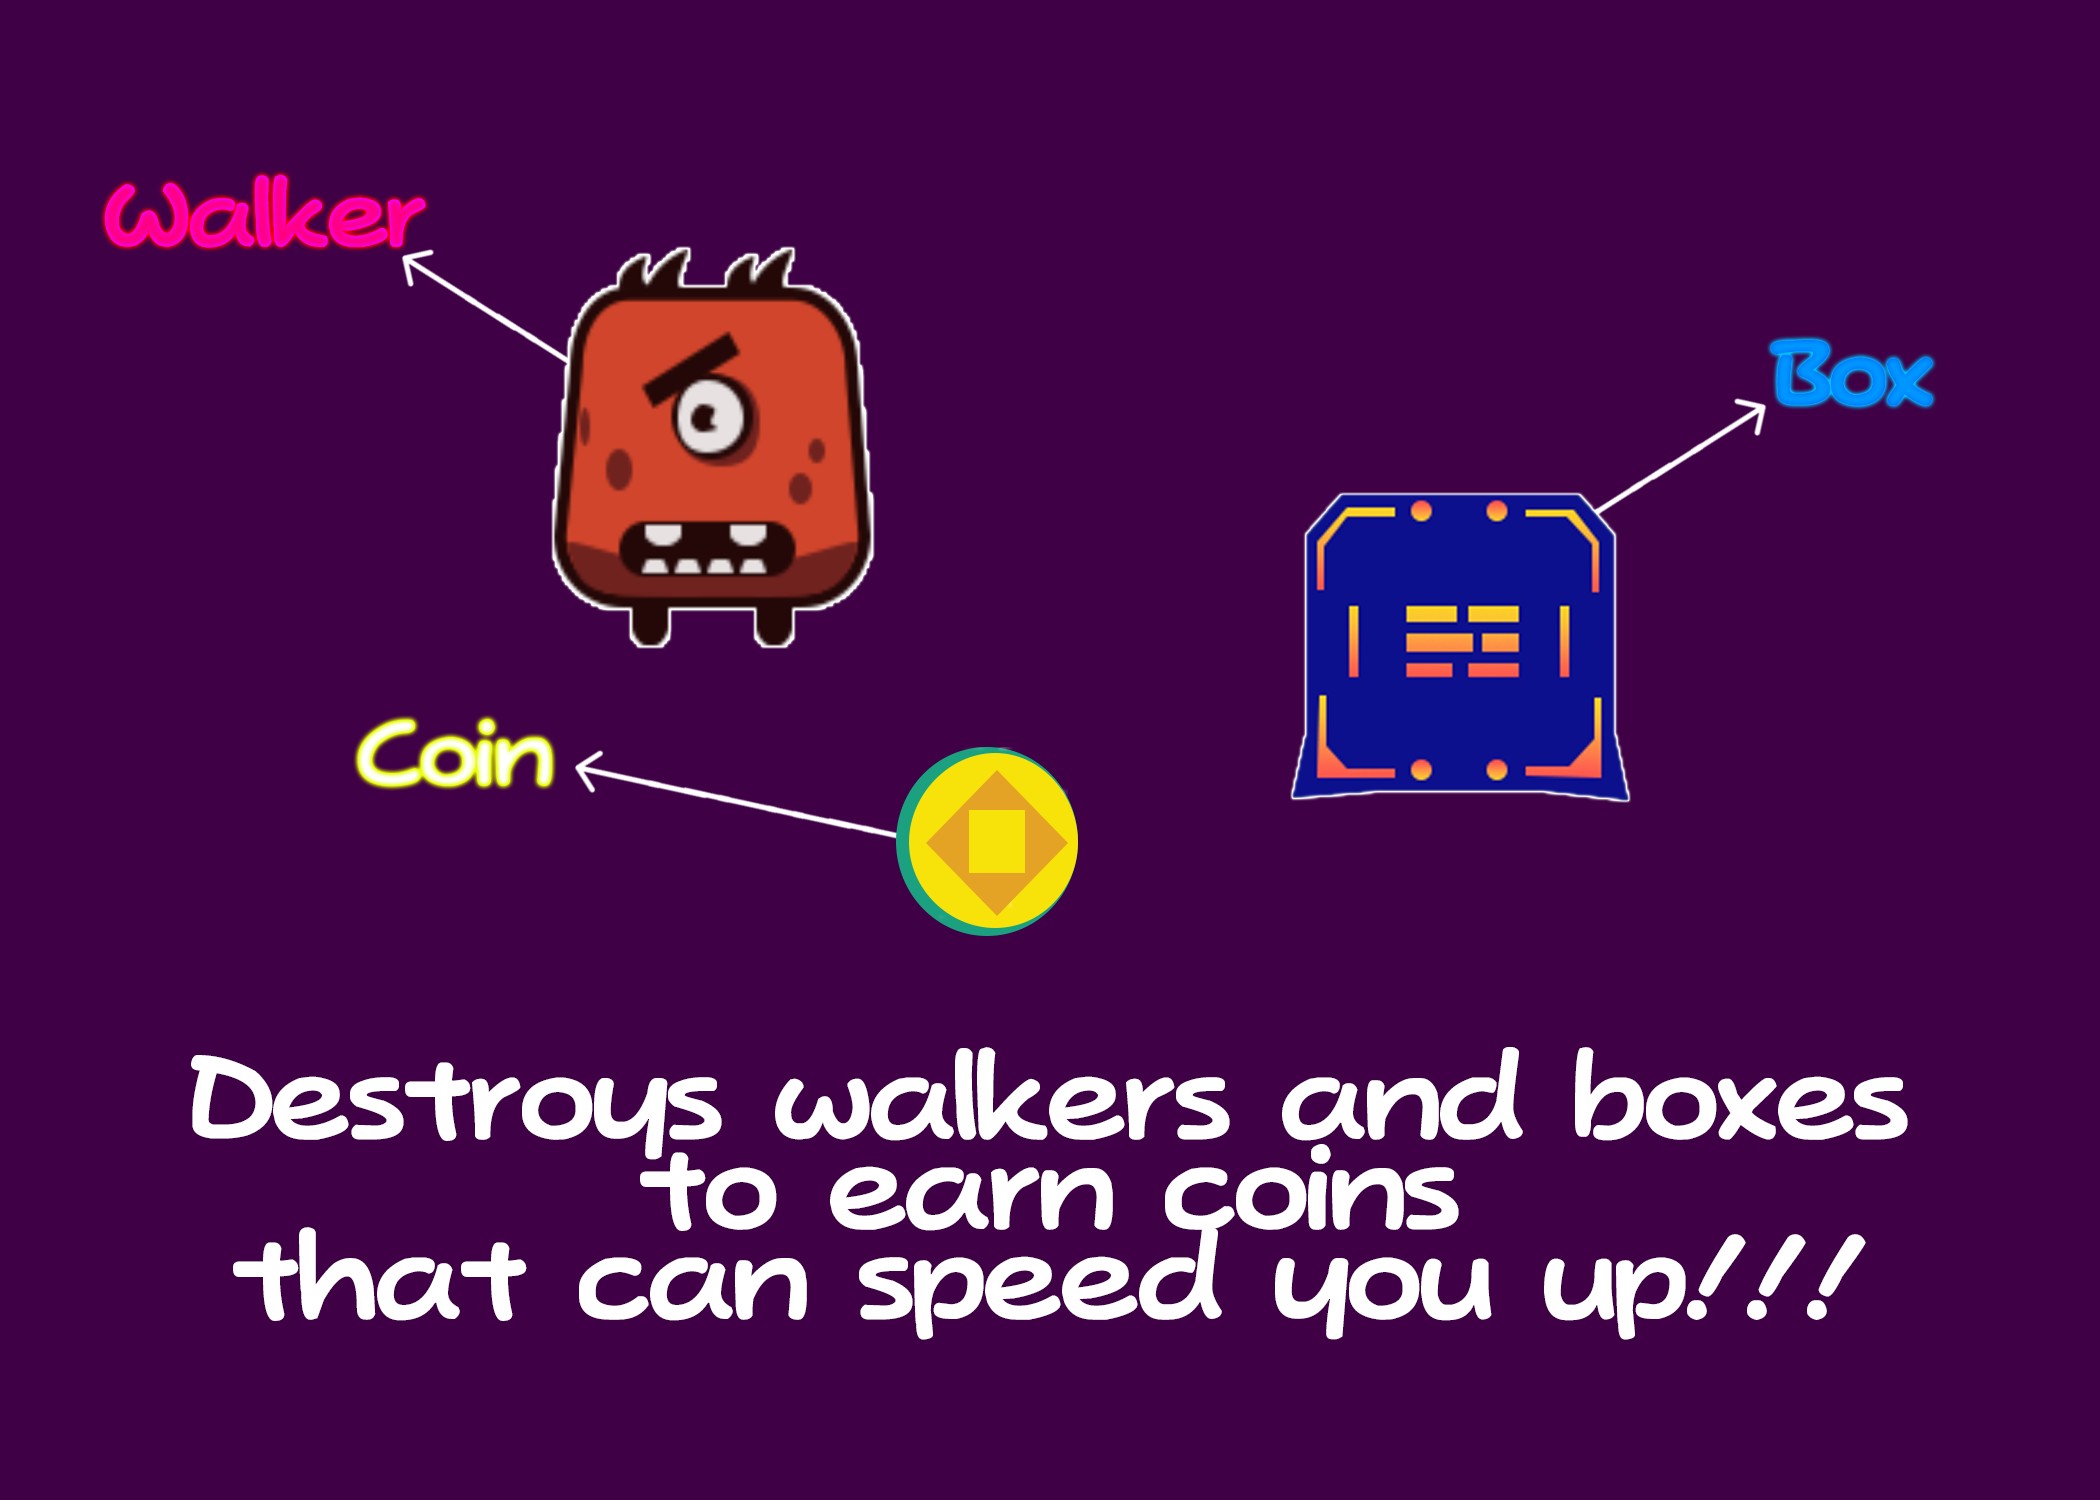 Walker
Box
Coin
Destroys walkers and boxes
to earn coins
that can speed you up!!!